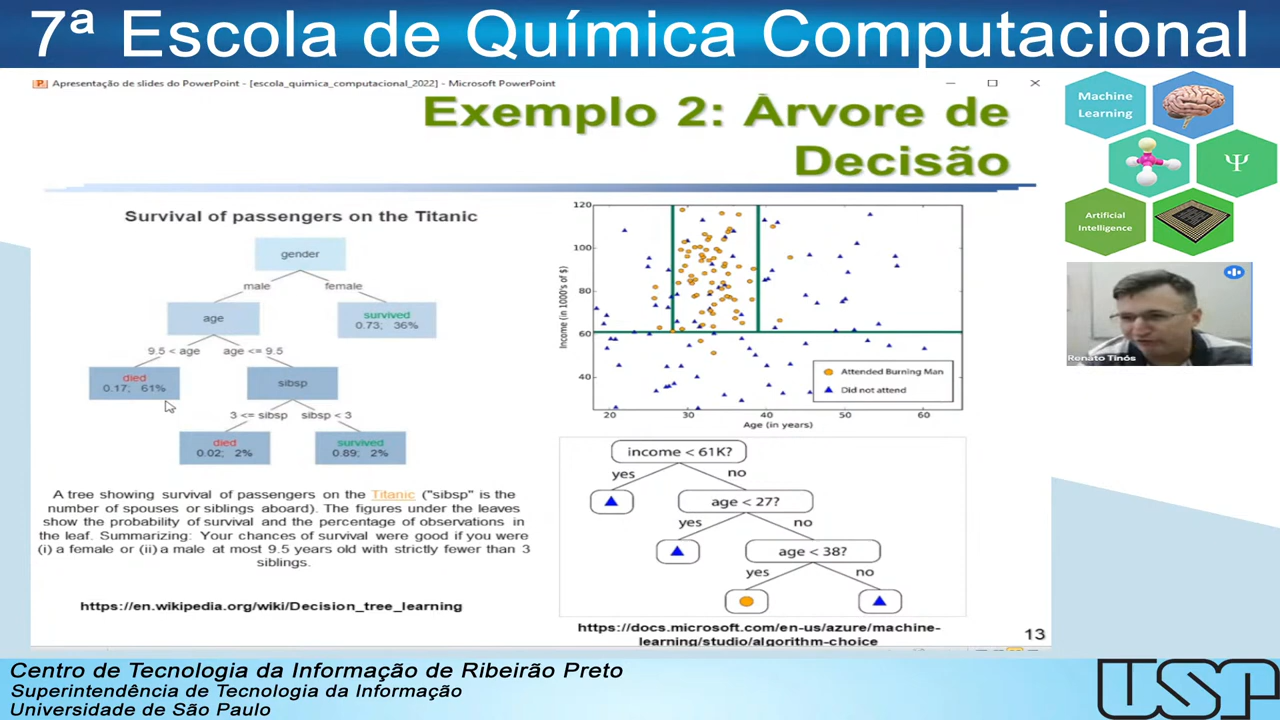 7ª Escola de Química Computacional
Apresentação de slides do PowerPoint - [escola_quimica_computacional_2022] - Microsoft PowerPoint
Exemplo 2: Árvore de
Decisão
Machine
Learning
Ψ
Artificial
Intelligence
Renato Tinós
Survival of passengers on the Titanic
gender
male female
age
survived
0.73; 36%
9.5 < age age <= 9.5
died
0.17; 61%
sibsp
3 <= sibsp sibsp < 3
died
0.02; 2%
survived
0.89; 2%
A tree showing survival of passengers on the Titanic ("sibsp" is the
number of spouses or siblings aboard). The figures under the leaves
show the probability of survival and the percentage of observations in
the leaf. Summarizing: Your chances of survival were good if you were
(i) a female or (ii) a male at most 9.5 years old with strictly fewer than 3
siblings.
https://en.wikipedia.org/wiki/Decision_tree_learning
Income (in 1000's of $)
120
100
80
60
40
20 30 40 50 60
Age (in years)
Attended Burning Man
Did not attend
income < 61K?
yes no
age < 27?
yes no
age < 38?
yes no
https://docs.microsoft.com/en-us/azure/machine-
learning/studio/algorithm-choice
13
Centro de Tecnologia da Informação de Ribeirão Preto
Superintendência de Tecnologia da Informação
Universidade de São Paulo
USP